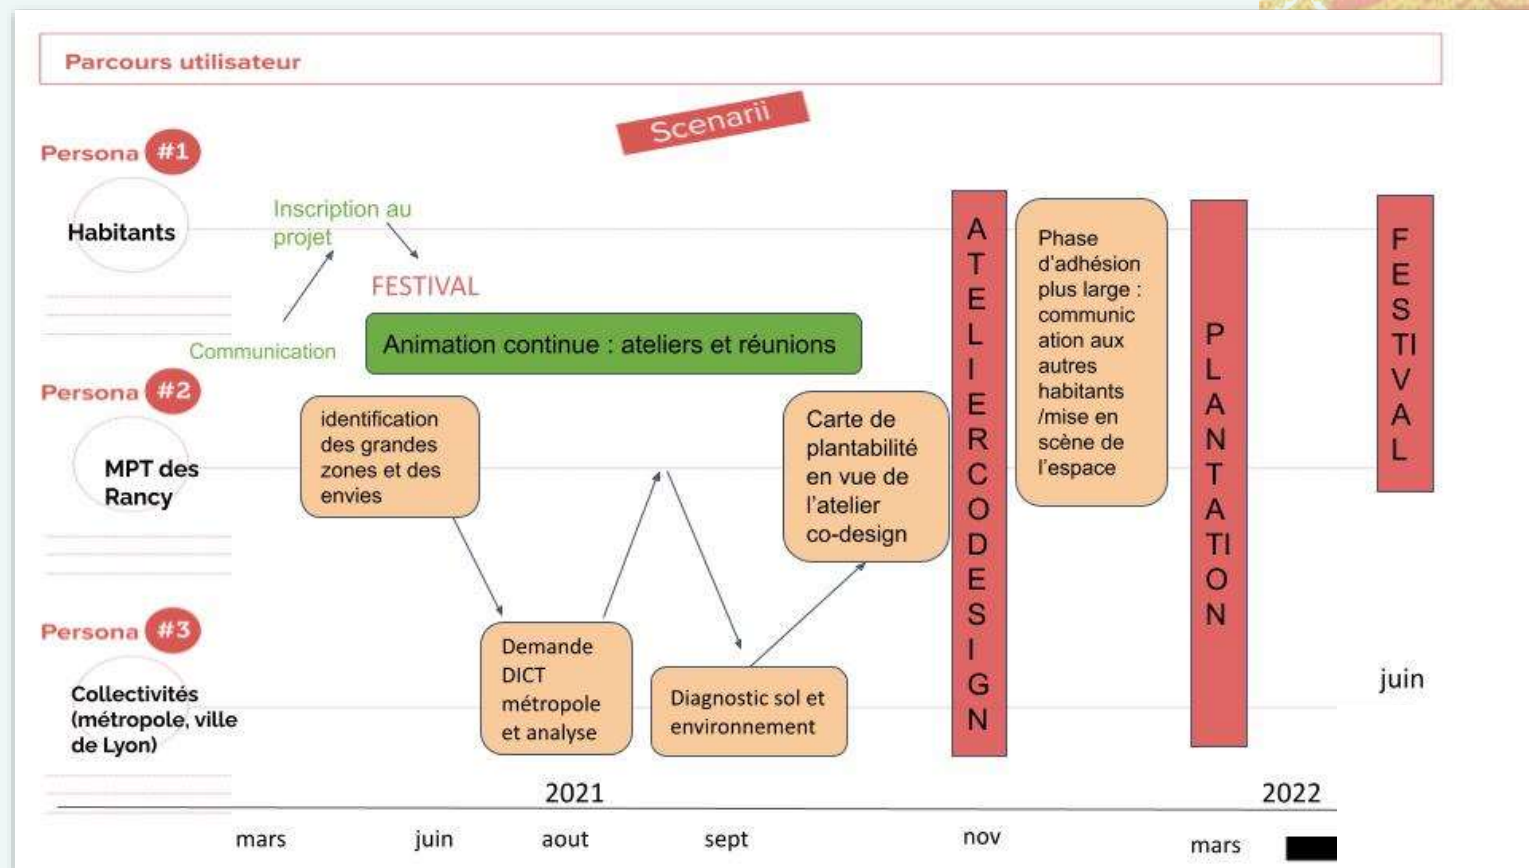 Parcours utilisateur
Scenarii
Persona #1
Habitants
Inscription au
projet
FESTIVAL
Communication
Animation continue : ateliers et réunions
Persona #2
MPT des
Rancy
identification
des grandes
zones et des
envies
Carte de
plantabilité
en vue de
l'atelier
co-design
Persona #3
Collectivités
(métropole, ville
de Lyon)
Demande
DICT
métropole
et analyse
Diagnostic sol et
environnement
ATELIER CODESIGN
Phase
d'adhésion
plus large :
communic
ation aux
autres
habitants
/mise en
scène de
l'espace
PLANTATION
FESTIVAL
juin
2021
2022
mars
juin
aout
sept
nov
mars